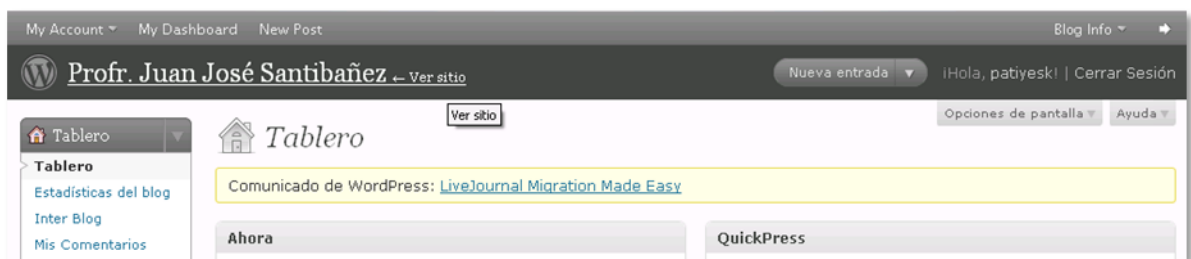 My Account My Dashboard New Post Blog Info
Profr. Juan José Santibañez ← Ver sitio Nueva entrada ¡Hola, patiyesk! | Cerrar Sesión
Ver sitio Opciones de pantalla Ayuda
Tablero Tablero
Tablero
Comunicado de WordPress: LiveJournal Migration Made Easy
Estadísticas del blog
Inter Blog
Ahora QuickPress
Mis Comentarios